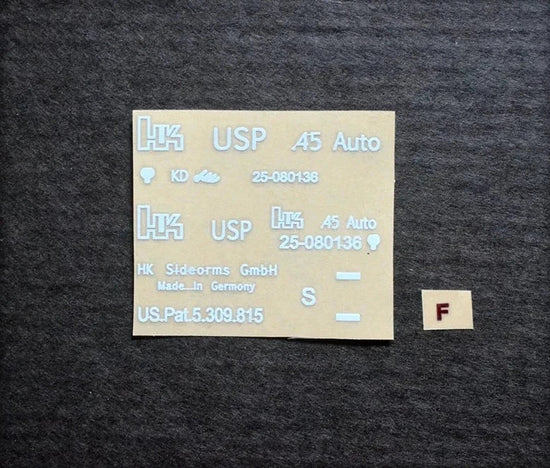 HK USP .45 Auto
KD 25-080136
HK USP HK .45 Auto
25-080136
HK Sidearms GmbH
Made in Germany
S
US.Pat.5.309.815
F